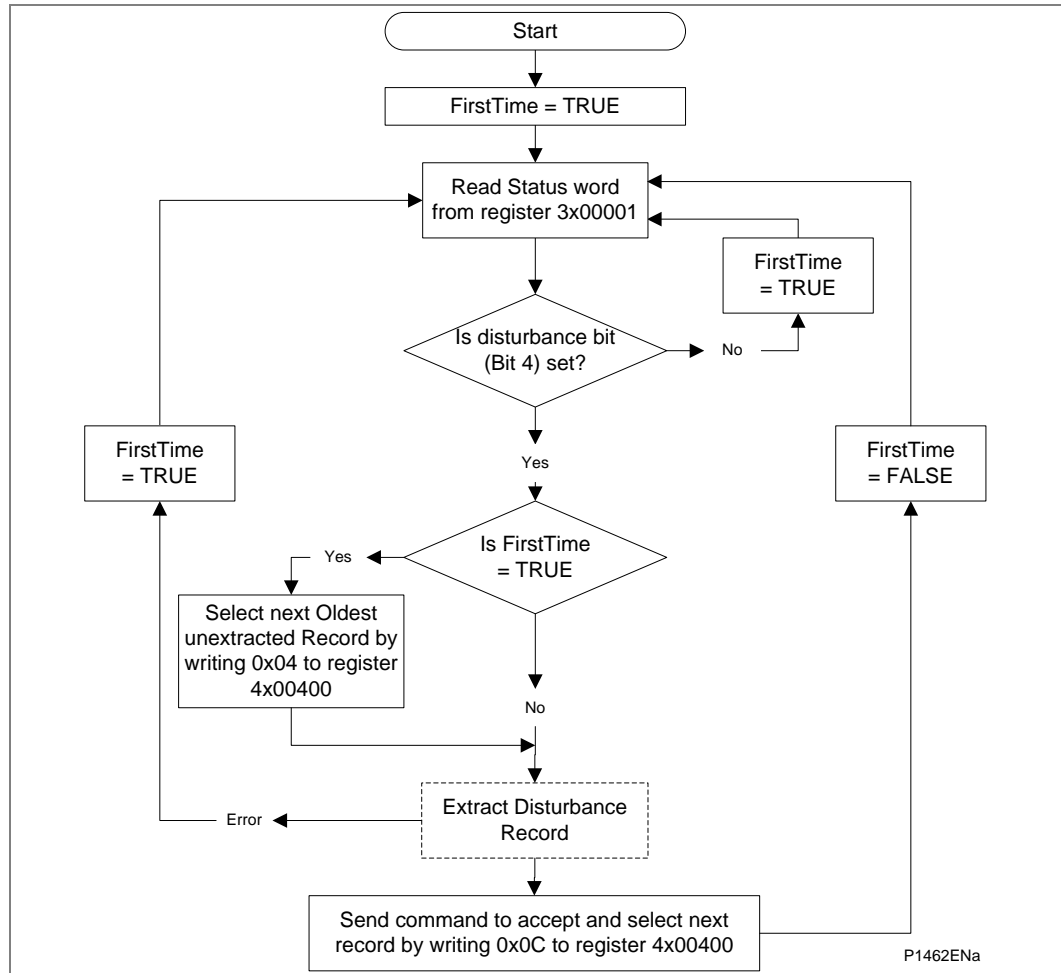 Start
FirstTime = TRUE
Read Status word
from register 3x00001
FirstTime
= TRUE
Is disturbance bit
(Bit 4) set?
No
FirstTime
= TRUE
Yes
FirstTime
= FALSE
Is FirstTime
= TRUE
Yes
Select next Oldest
unextracted Record by
writing 0x04 to register
4x00400
No
Extract Disturbance
Record
Error
Send command to accept and select next
record by writing 0x0C to register 4x00400
P1462ENa